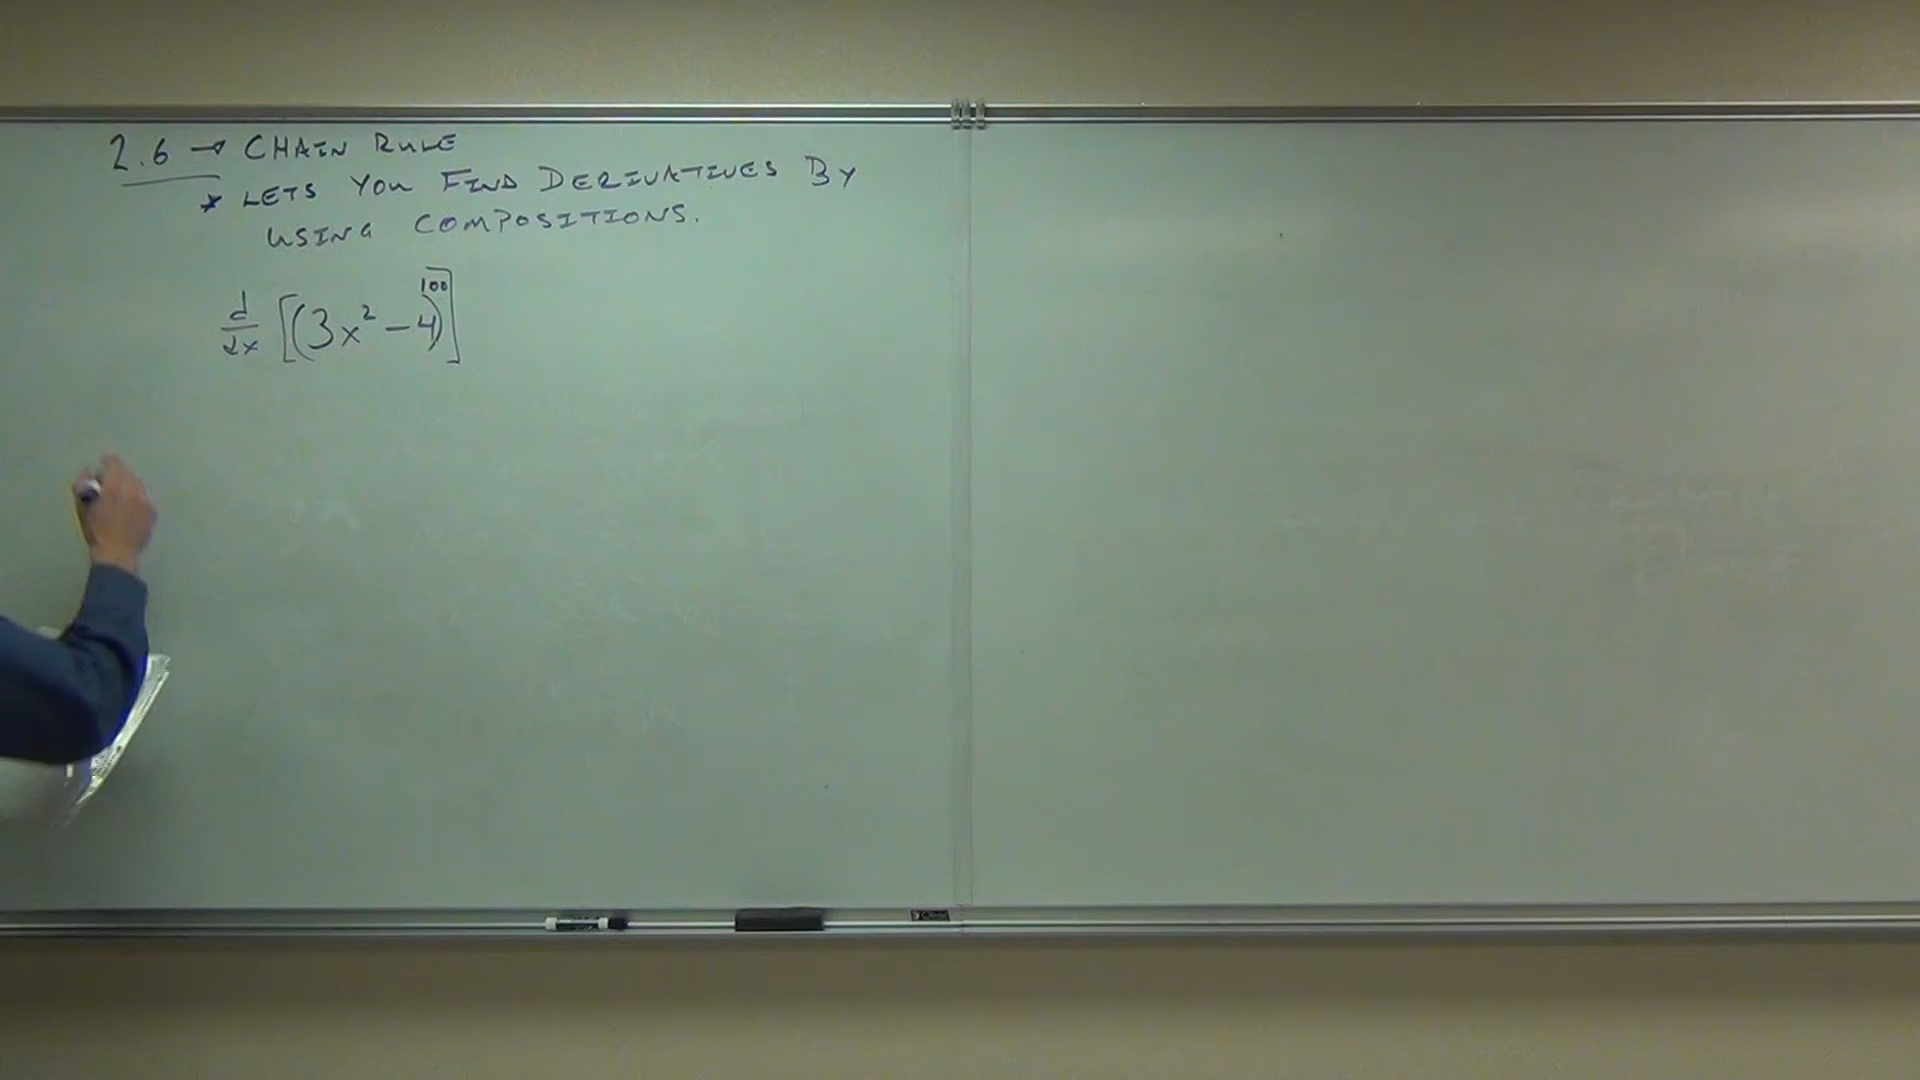 2.6 → CHAIN RULE
* LETS YOU FIND DERIVATIVES BY
USING COMPOSITIONS.
d/dx [(3x² - 4)¹⁰⁰]